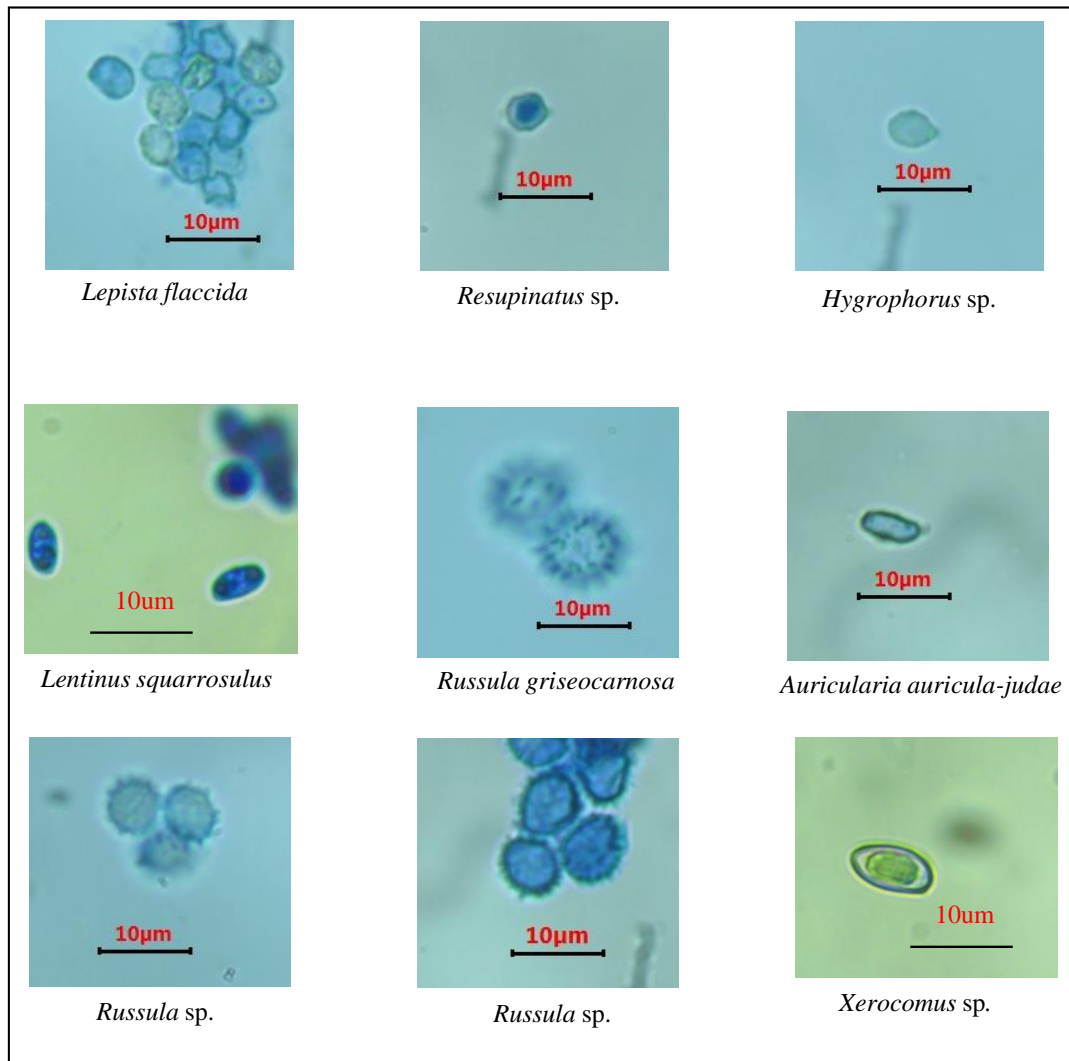 10μm
10μm
10μm
Lepista flaccida
Resupinatus sp.
Hygrophorus sp.
10um
10μm
10μm
Lentinus squarrosulus
Russula griseocarnosa
Auricularia auricula-judae
10μm
10μm
10um
Russula sp.
Russula sp.
Xerocomus sp.